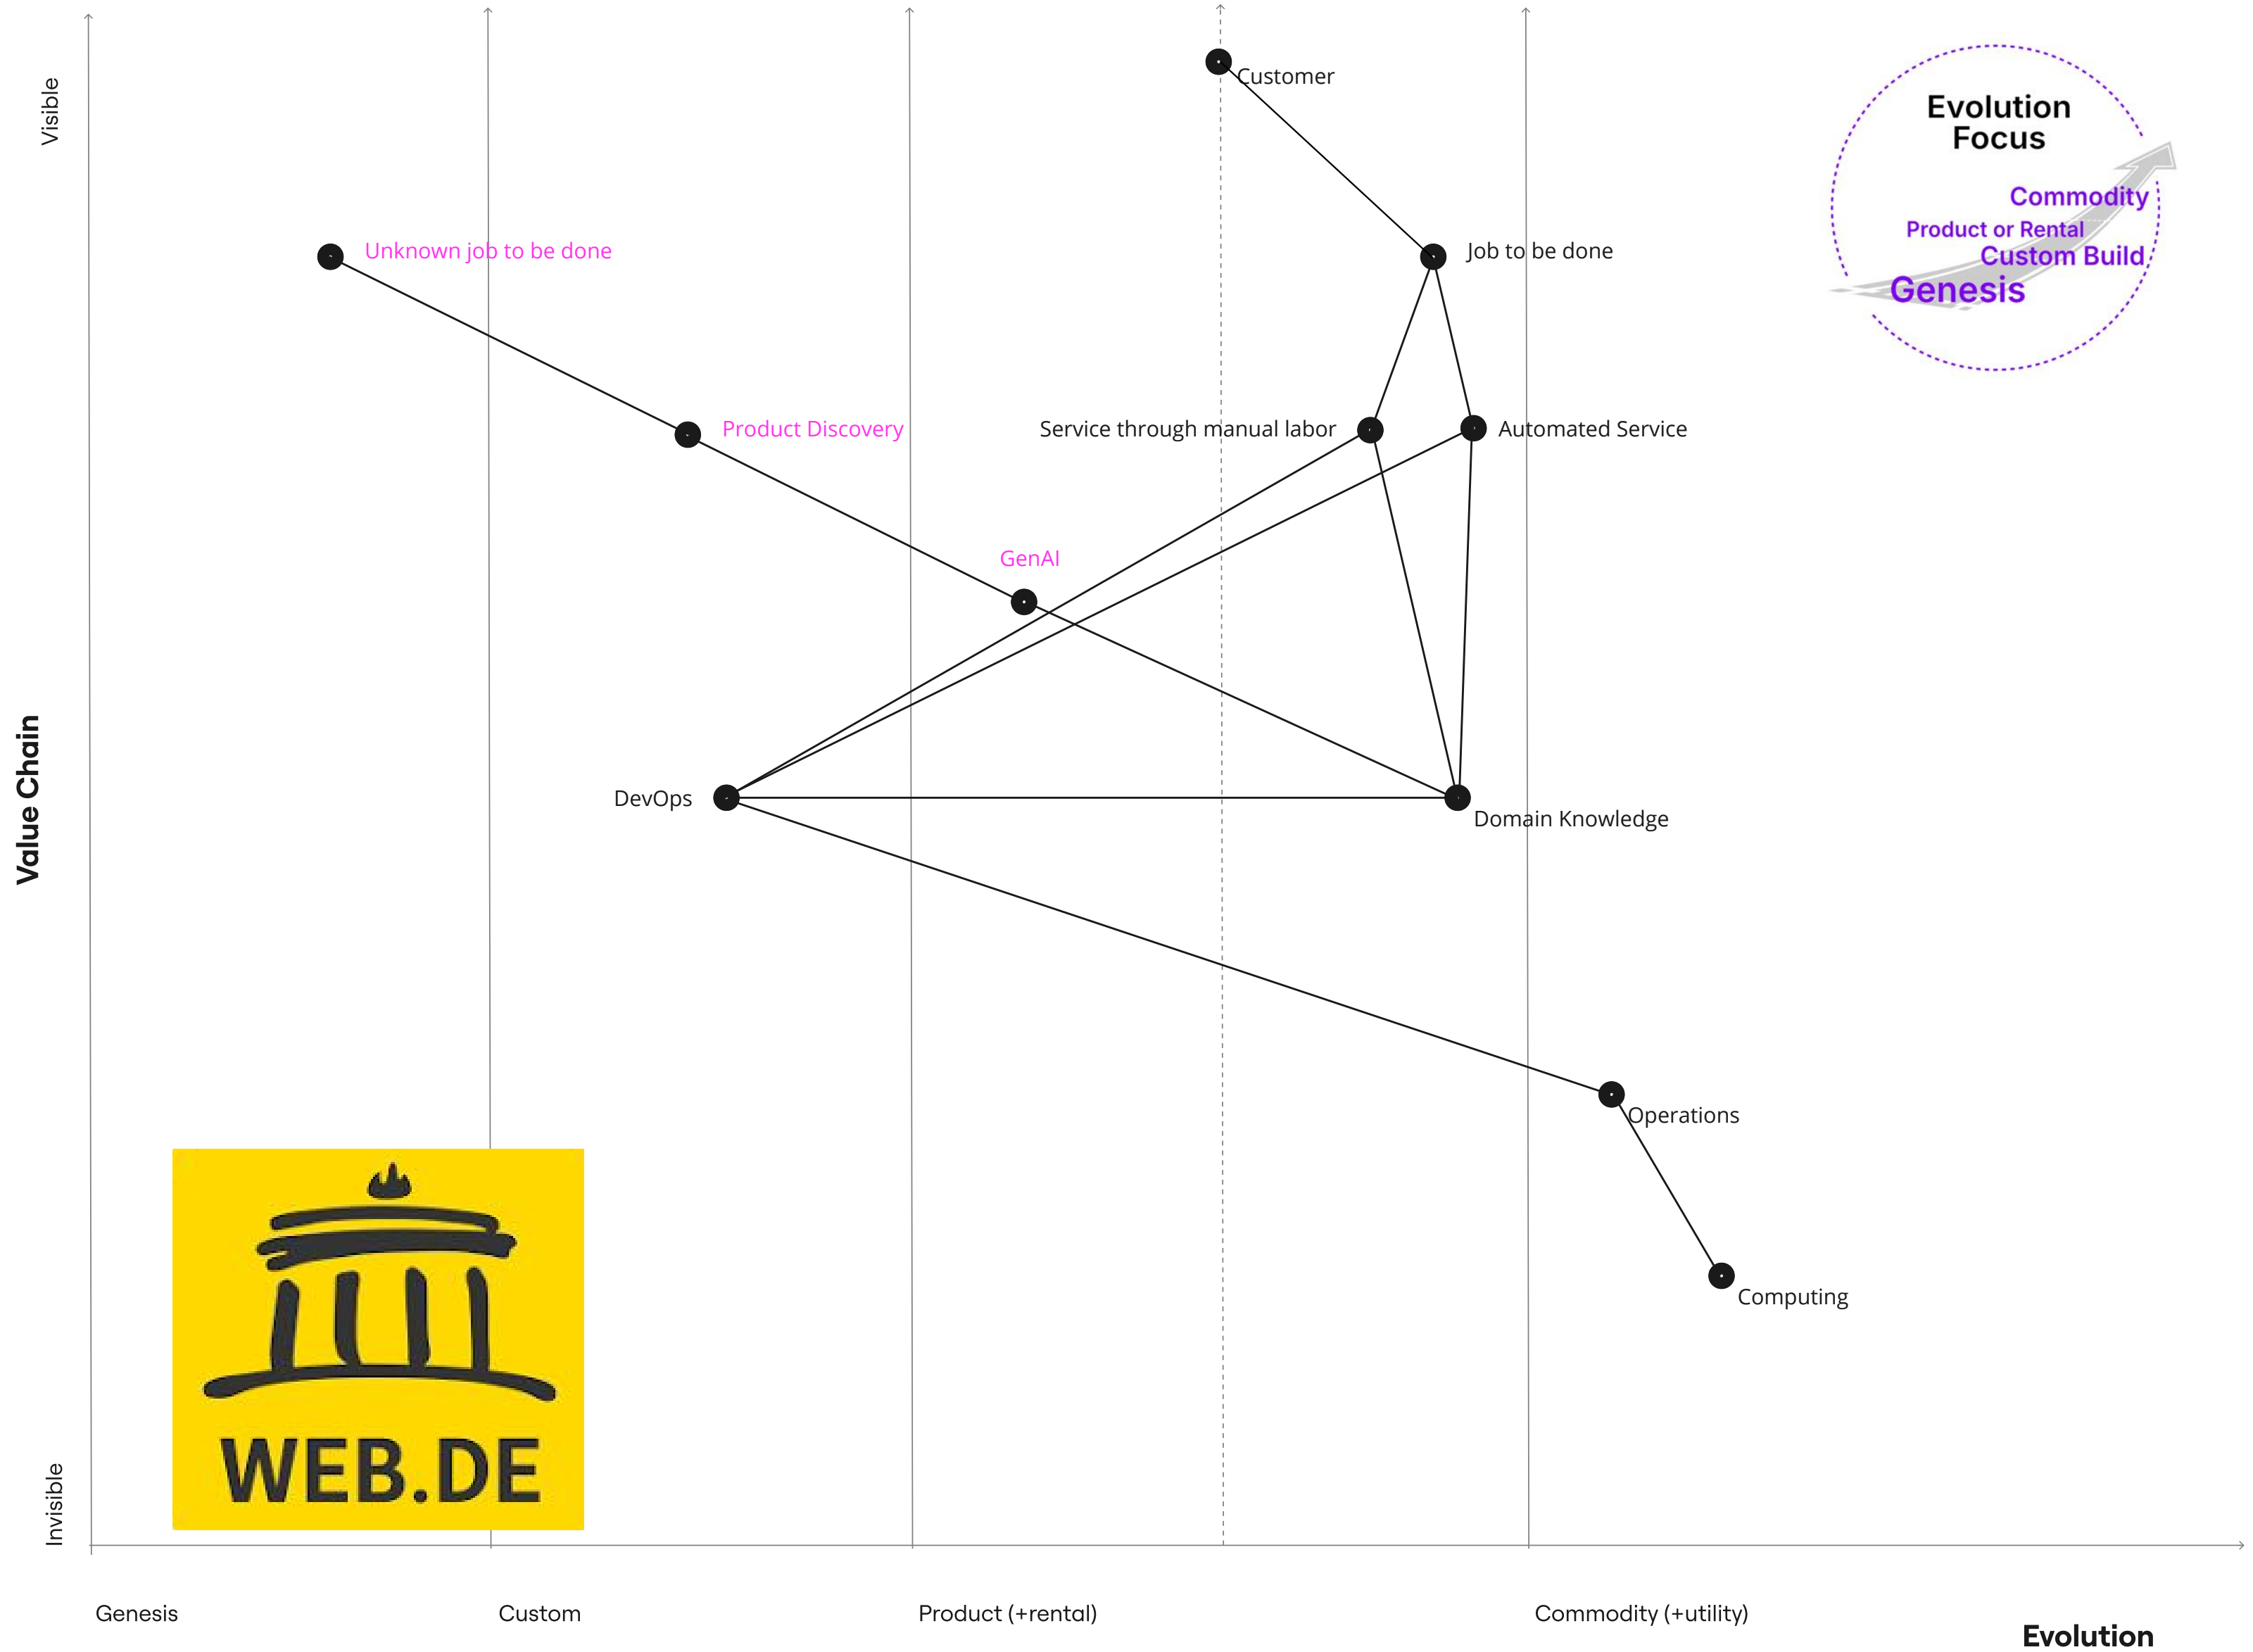 Visible
Customer
Evolution
Focus
Commodity
Product or Rental
Custom Build
Genesis
Unknown job to be done
Job to be done
Product Discovery
Service through manual labor
Automated Service
GenAI
Value Chain
DevOps
Domain Knowledge
Operations
Computing
WEB.DE
Invisible
Genesis
Custom
Product (+rental)
Commodity (+utility)
Evolution